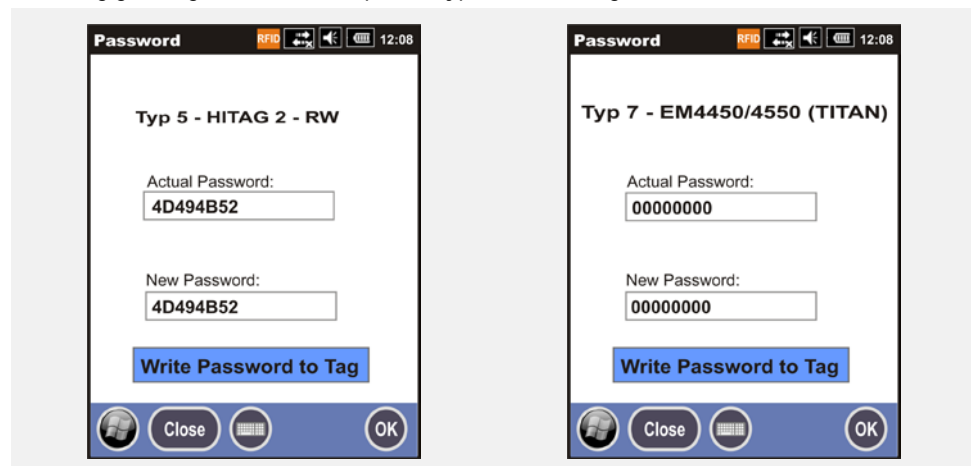 Password RFID 12:08
Typ 5 - HITAG 2 - RW
Actual Password:
4D494B52
New Password:
4D494B52
Write Password to Tag
Close OK
Password RFID 12:08
Typ 7 - EM4450/4550 (TITAN)
Actual Password:
00000000
New Password:
00000000
Write Password to Tag
Close OK